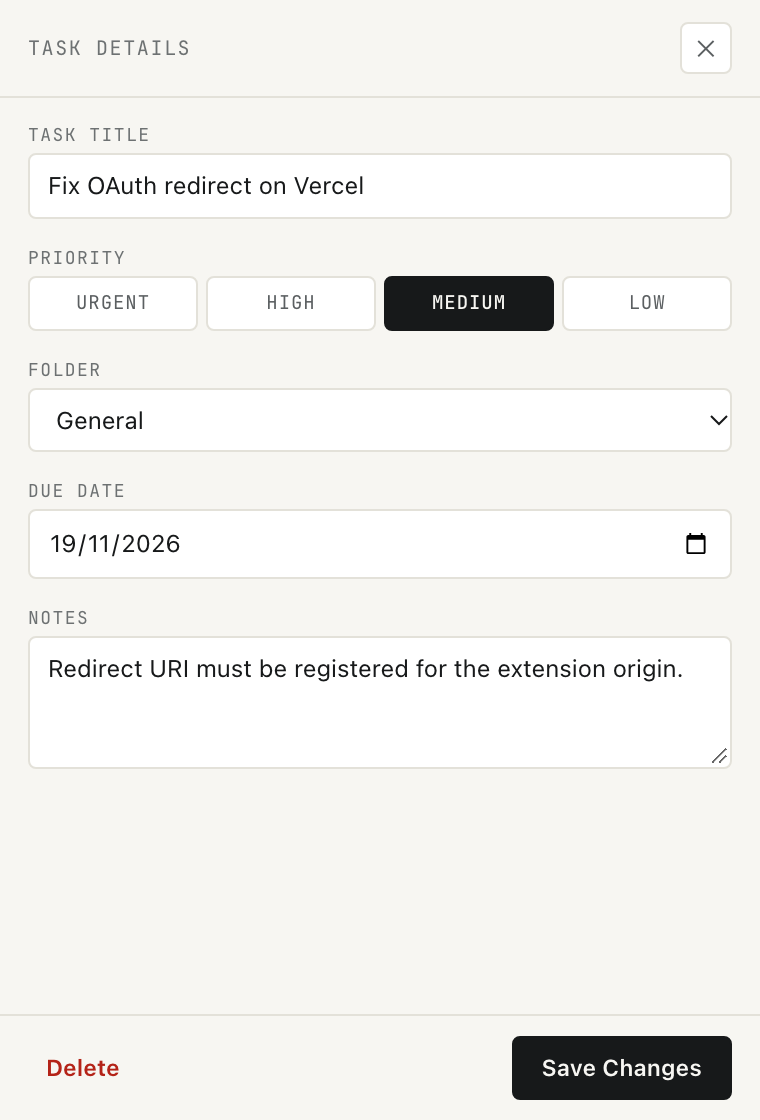 TASK DETAILS
TASK TITLE
Fix OAuth redirect on Vercel
PRIORITY
URGENT HIGH MEDIUM LOW
FOLDER
General
DUE DATE
19/11/2026
NOTES
Redirect URI must be registered for the extension origin.
Delete Save Changes